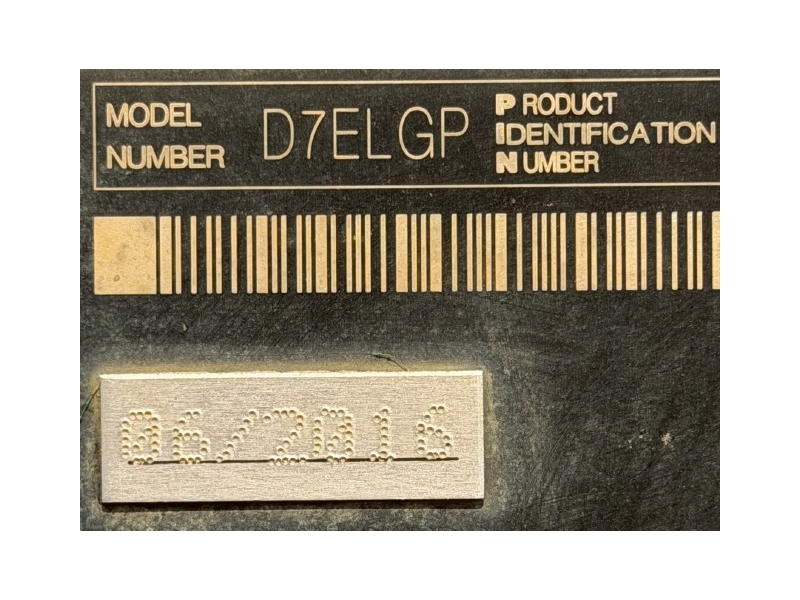 MODEL NUMBER D7ELGP PRODUCT IDENTIFICATION NUMBER
06/2016